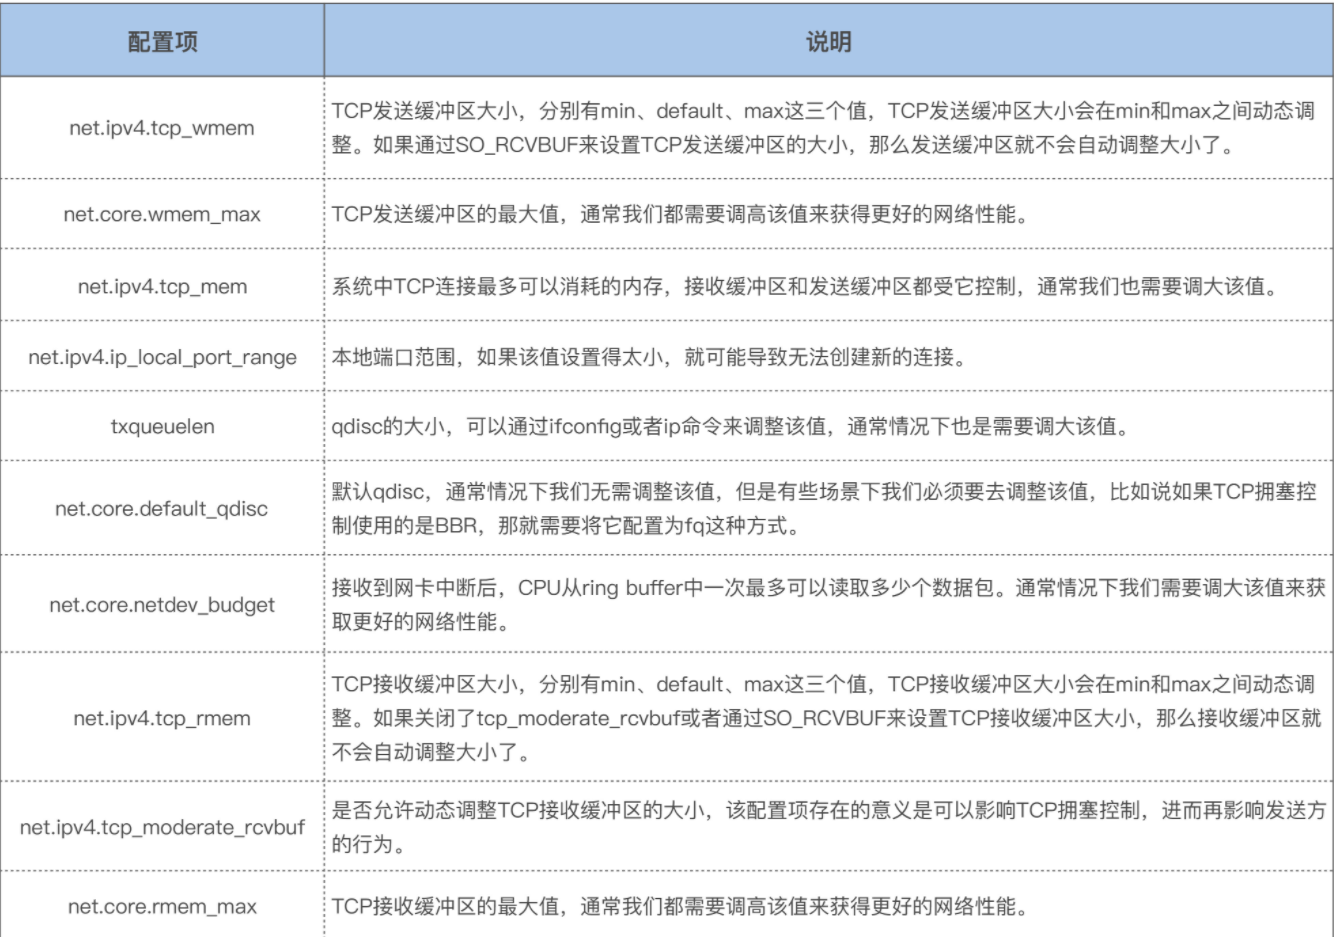 配置项
说明
net.ipv4.tcp_wmem
TCP发送缓冲区大小，分别有min、default、max这三个值，TCP发送缓冲区大小会在min和max之间动态调
整。如果通过SO_RCVBUF来设置TCP发送缓冲区的大小，那么发送缓冲区就不会自动调整大小了。
net.core.wmem_max
TCP发送缓冲区的最大值，通常我们都需要调高该值来获得更好的网络性能。
net.ipv4.tcp_mem
系统中TCP连接最多可以消耗的内存，接收缓冲区和发送缓冲区都受它控制，通常我们也需要调大该值。
net.ipv4.ip_local_port_range
本地端口范围，如果该值设置得太小，就可能导致无法创建新的连接。
txqueuelen
qdisc的大小，可以通过ifconfig或者ip命令来调整该值，通常情况下也是需要调大该值。
net.core.default_qdisc
默认qdisc，通常情况下我们无需调整该值，但是有些场景下我们必须要去调整该值，比如说如果TCP拥塞控
制使用的是BBR，那就需要将它配置为fq这种方式。
net.core.netdev_budget
接收到网卡中断后，CPU从ring buffer中一次最多可以读取多少个数据包。通常情况下我们需要调大该值来获
取更好的网络性能。
net.ipv4.tcp_rmem
TCP接收缓冲区大小，分别有min、default、max这三个值，TCP接收缓冲区大小会在min和max之间动态调
整。如果关闭了tcp_moderate_rcvbuf或者通过SO_RCVBUF来设置TCP接收缓冲区大小，那么接收缓冲区就
不会自动调整大小了。
net.ipv4.tcp_moderate_rcvbuf
是否允许动态调整TCP接收缓冲区的大小，该配置项存在的意义是可以影响TCP拥塞控制，进而再影响发送方
的行为。
net.core.rmem_max
TCP接收缓冲区的最大值，通常我们都需要调高该值来获得更好的网络性能。